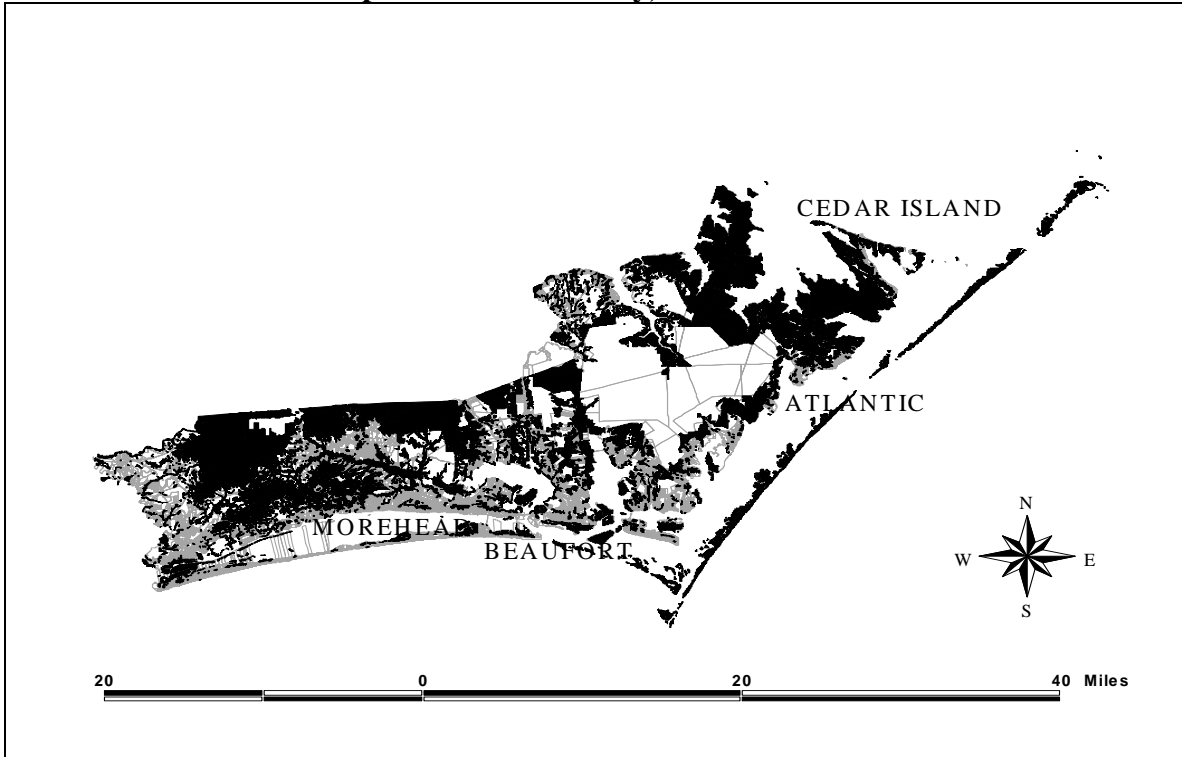 CEDAR ISLAND
ATLANTIC
MOREHEAD
BEAUFORT
N
W E
S
20 0 20 40 Miles